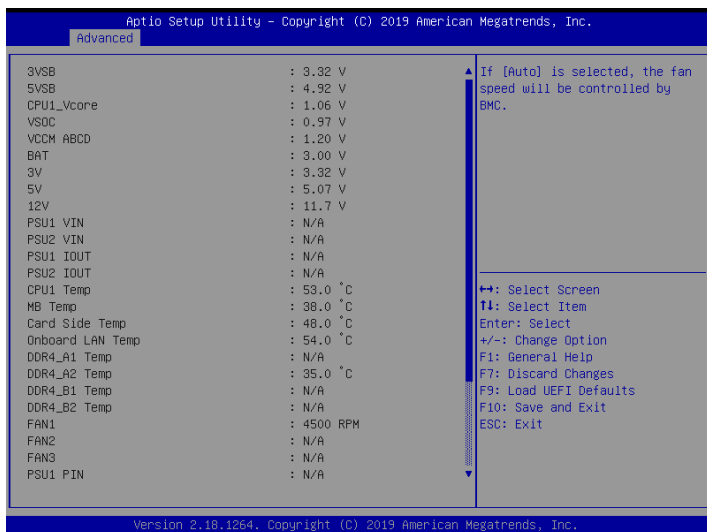 Aptio Setup Utility – Copyright (C) 2019 American Megatrends, Inc.
Advanced
3VSB : 3.32 V
5VSB : 4.92 V
CPU1_Vcore : 1.06 V
VSOC : 0.97 V
VCCM ABCD : 1.20 V
BAT : 3.00 V
3V : 3.32 V
5V : 5.07 V
12V : 11.7 V
PSU1 VIN : N/A
PSU2 VIN : N/A
PSU1 IOUT : N/A
PSU2 IOUT : N/A
CPU1 Temp : 53.0 °C
MB Temp : 38.0 °C
Card Side Temp : 48.0 °C
Onboard LAN Temp : 54.0 °C
DDR4_A1 Temp : N/A
DDR4_A2 Temp : 35.0 °C
DDR4_B1 Temp : N/A
DDR4_B2 Temp : N/A
FAN1 : 4500 RPM
FAN2 : N/A
FAN3 : N/A
PSU1 PIN : N/A
If [Auto] is selected, the fan
speed will be controlled by
BMC.
↔: Select Screen
↑↓: Select Item
Enter: Select
+/-: Change Option
F1: General Help
F7: Discard Changes
F9: Load UEFI Defaults
F10: Save and Exit
ESC: Exit
Version 2.18.1264. Copyright (C) 2019 American Megatrends, Inc.